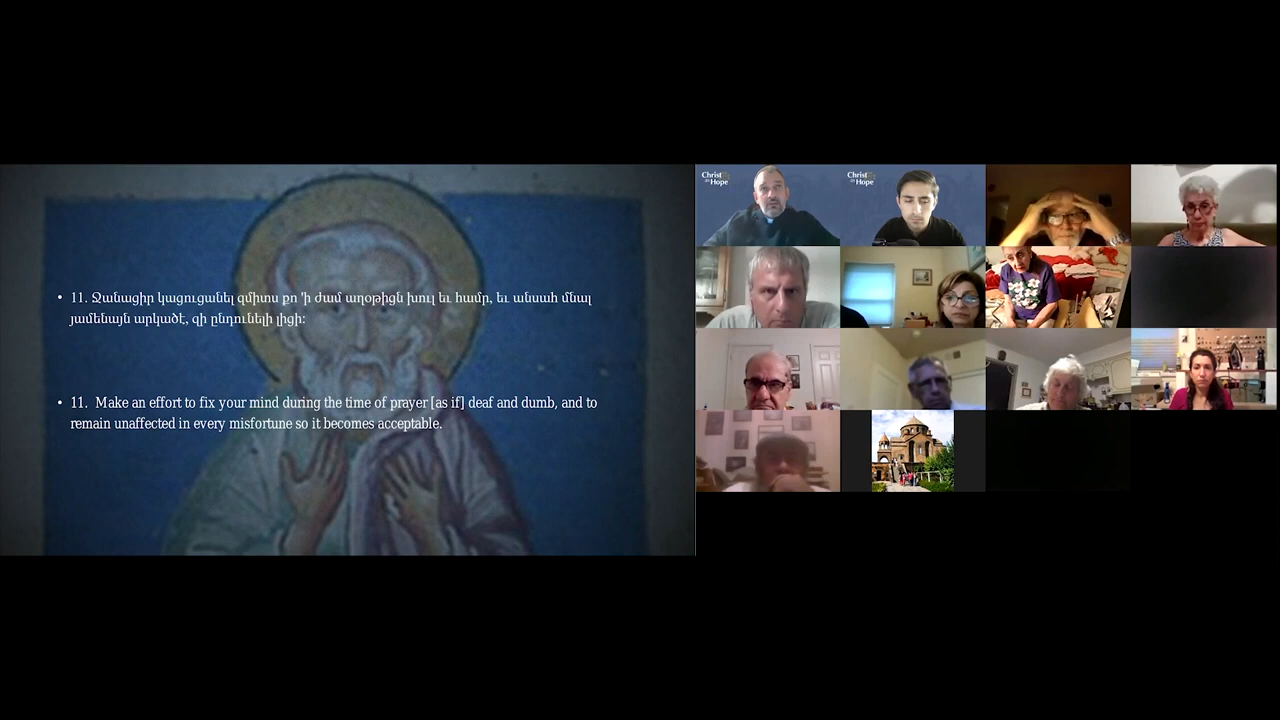 • 11. Ջանացիր կացուցանել զմիտս քո 'ի ժամ աղօթիցն խուլ եւ համր, եւ անսահ մնալ
յամենայն արկածէ, զի ընդունելի լիցի:
• 11. Make an effort to fix your mind during the time of prayer [as if] deaf and dumb, and to
remain unaffected in every misfortune so it becomes acceptable.
Christ
Hope
Christ
Hope